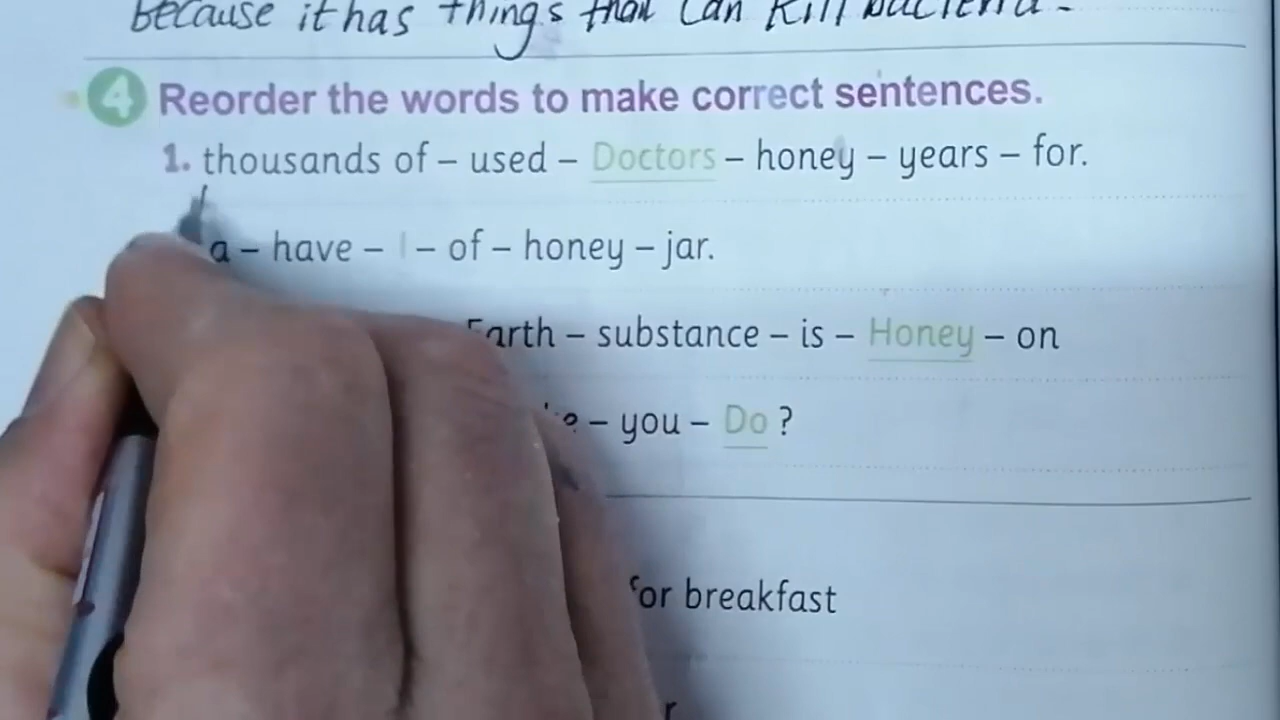 because it has things that can kill bacteria.
4 Reorder the words to make correct sentences.
1. thousands of – used – Doctors – honey – years – for.
a – have – I – of – honey – jar.
Earth – substance – is – Honey – on
– you – Do ?
for breakfast